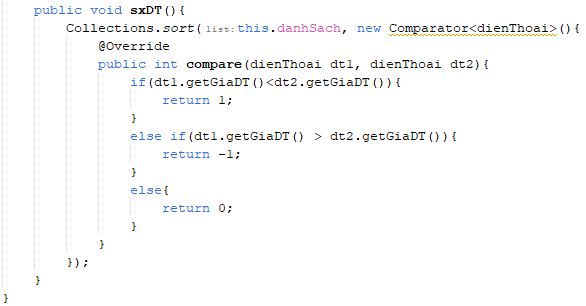 public void sxDT(){
Collections.sort(list:this.danhSach, new Comparator<dienThoai>(){
@Override
public int compare(dienThoai dt1, dienThoai dt2){
if(dt1.getGiaDT()<dt2.getGiaDT()){
return 1;
}
else if(dt1.getGiaDT() > dt2.getGiaDT()){
return -1;
}
else{
return 0;
}
}
});
}
}